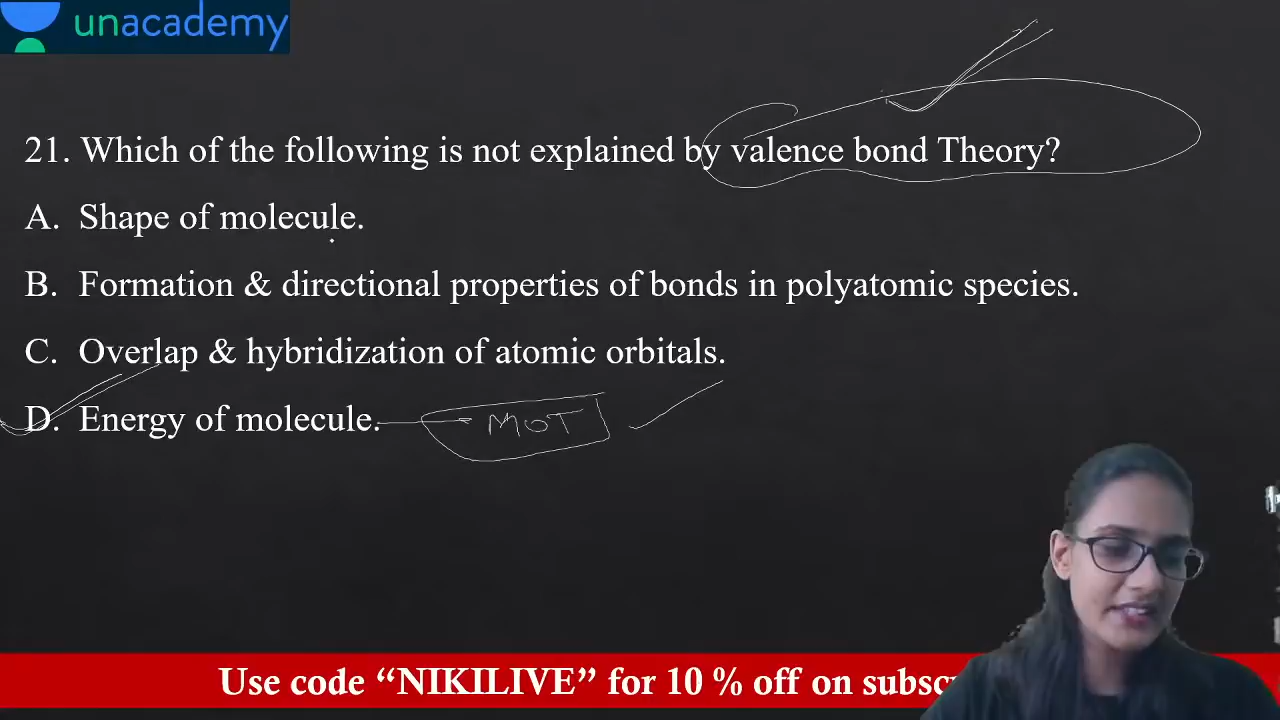 unacademy
21. Which of the following is not explained by valence bond Theory?
A. Shape of molecule.
B. Formation & directional properties of bonds in polyatomic species.
C. Overlap & hybridization of atomic orbitals.
D. Energy of molecule. MOT
Use code “NIKILIVE” for 10 % off on